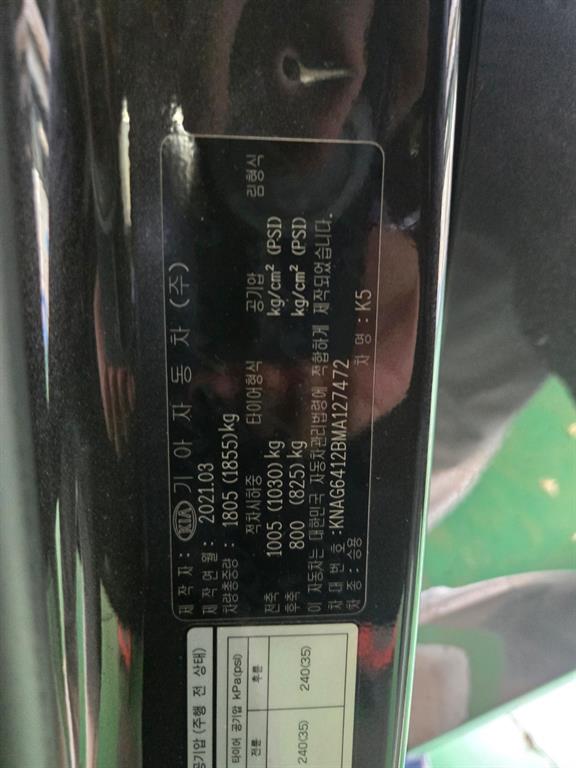 제 작 자 : KIA 기 아 자 동 차 (주)
제 작 연 월 : 2021.03
차량총중량 : 1805 (1855)kg
적차시하중 타이어형식 공기압 림형식
전축 1005 (1030)kg kg/cm² (PSI)
후축 800 (825)kg kg/cm² (PSI)
이 자동차는 대한민국 자동차관리법령에 적합하게 제작되었습니다.
차 대 번 호 : KNAG6412BMA127472
차 종 : 승용 차 명 : K5
공기압 (주행 전 상태)
타이어 공기압 kPa(psi)
전륜 후륜
240(35) 240(35)